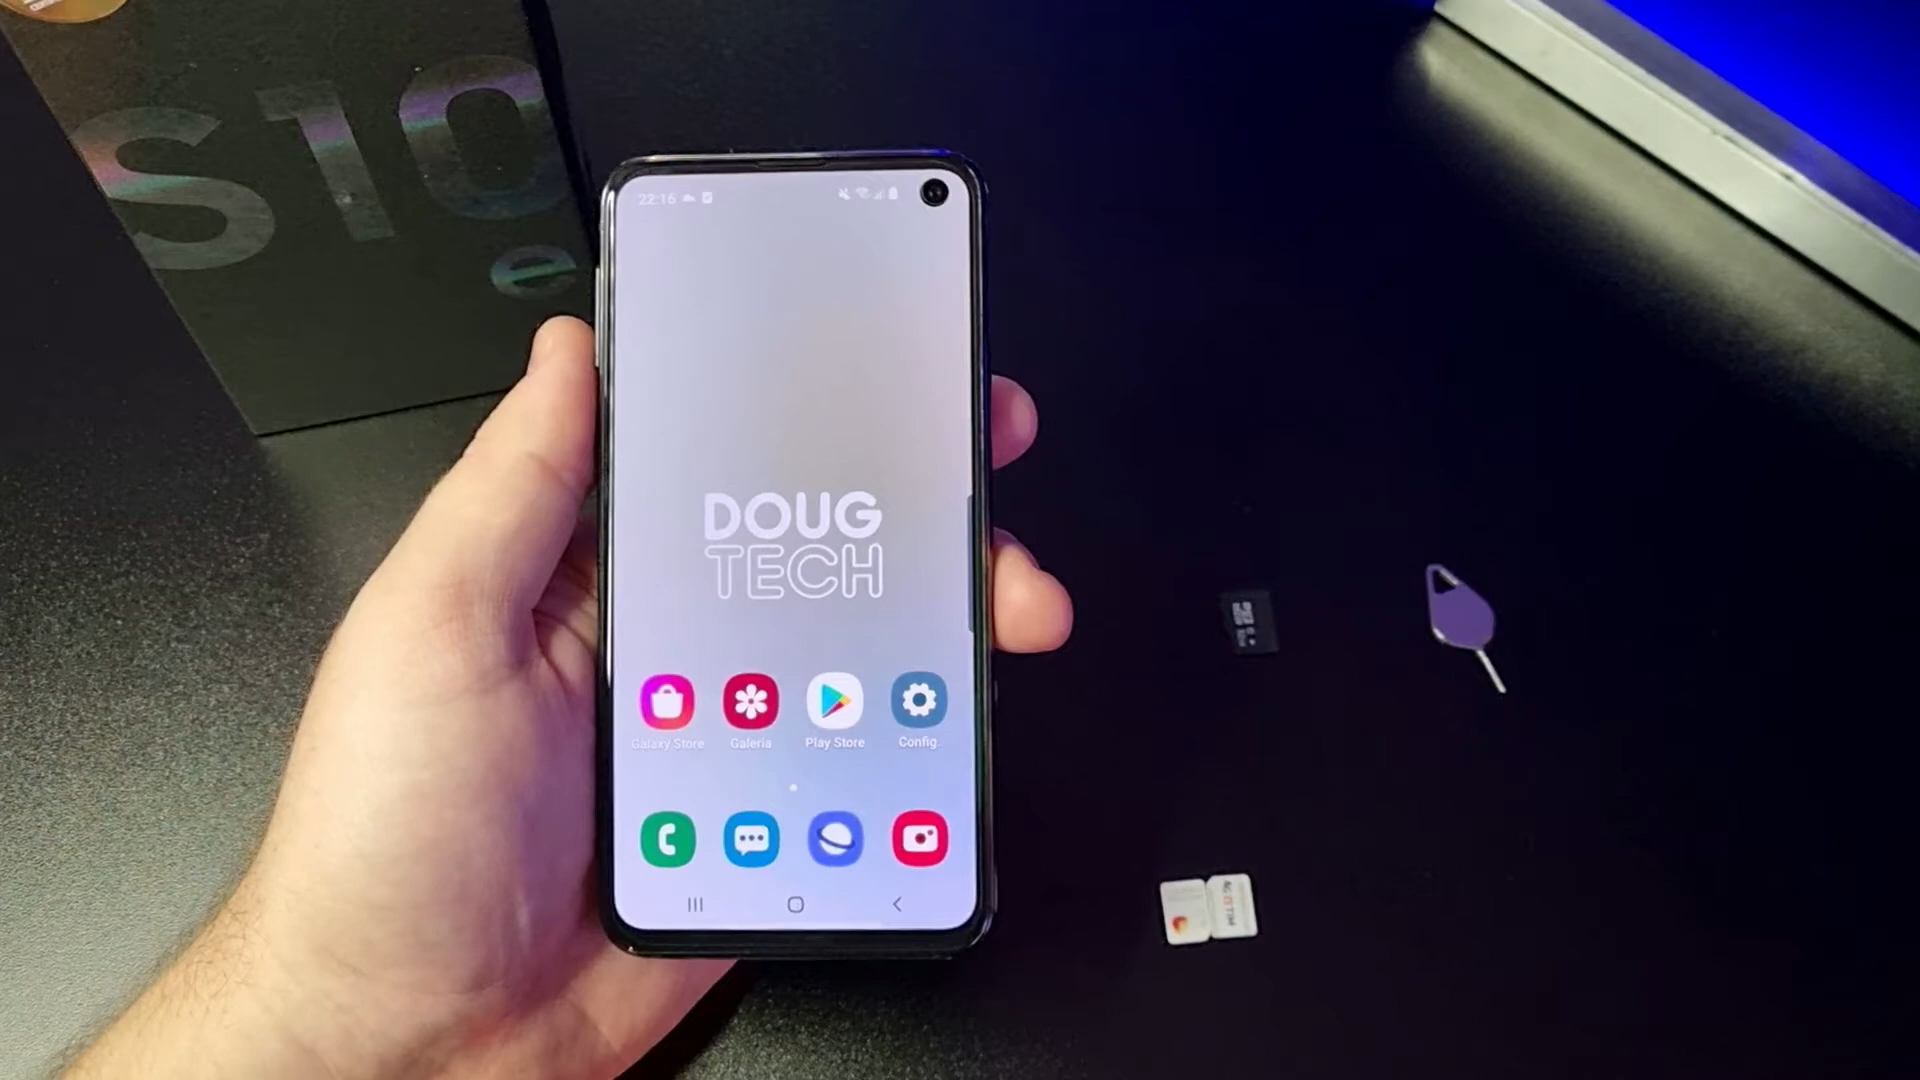 S10
e
22:16
DOUG
TECH
Galaxy Store
Galeria
Play Store
Config